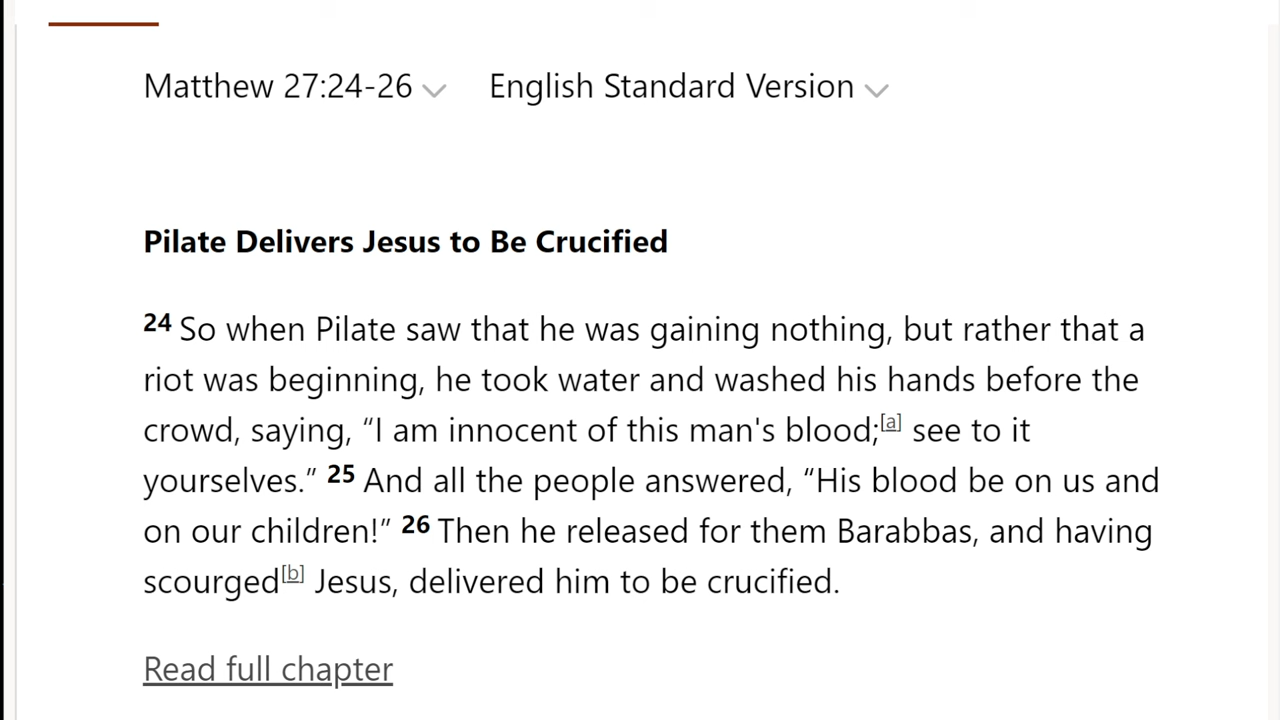 Matthew 27:24-26 English Standard Version
Pilate Delivers Jesus to Be Crucified
24 So when Pilate saw that he was gaining nothing, but rather that a
riot was beginning, he took water and washed his hands before the
crowd, saying, “I am innocent of this man's blood;[a] see to it
yourselves.” 25 And all the people answered, “His blood be on us and
on our children!” 26 Then he released for them Barabbas, and having
scourged[b] Jesus, delivered him to be crucified.
Read full chapter